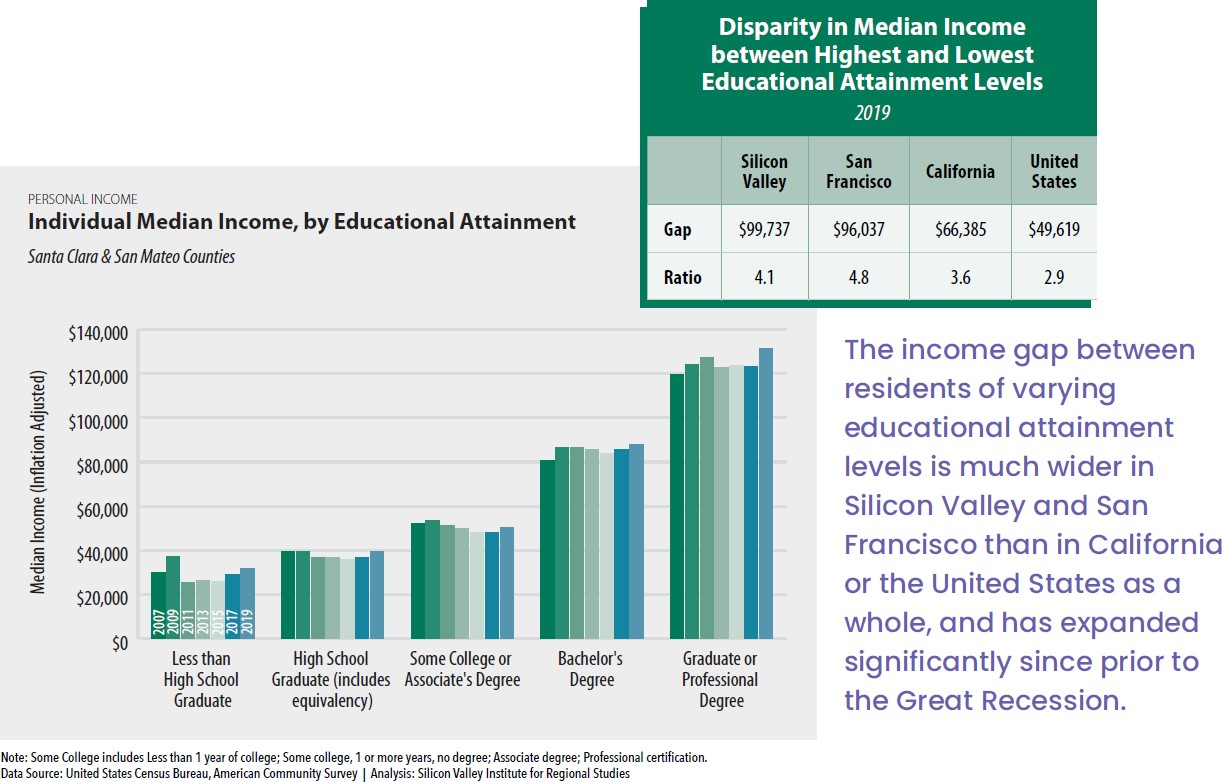 Disparity in Median Income
between Highest and Lowest
Educational Attainment Levels
2019
Silicon Valley San Francisco California United States
Gap $99,737 $96,037 $66,385 $49,619
Ratio 4.1 4.8 3.6 2.9
PERSONAL INCOME
Individual Median Income, by Educational Attainment
Santa Clara & San Mateo Counties
Median Income (Inflation Adjusted)
$140,000
$120,000
$100,000
$80,000
$60,000
$40,000
$20,000
$0
2007
2009
2011
2013
2015
2017
2019
Less than
High School
Graduate
High School
Graduate (includes
equivalency)
Some College or
Associate's Degree
Bachelor's
Degree
Graduate or
Professional
Degree
The income gap between
residents of varying
educational attainment
levels is much wider in
Silicon Valley and San
Francisco than in California
or the United States as a
whole, and has expanded
significantly since prior to
the Great Recession.
Note: Some College includes Less than 1 year of college; Some college, 1 or more years, no degree; Associate degree; Professional certification.
Data Source: United States Census Bureau, American Community Survey | Analysis: Silicon Valley Institute for Regional Studies